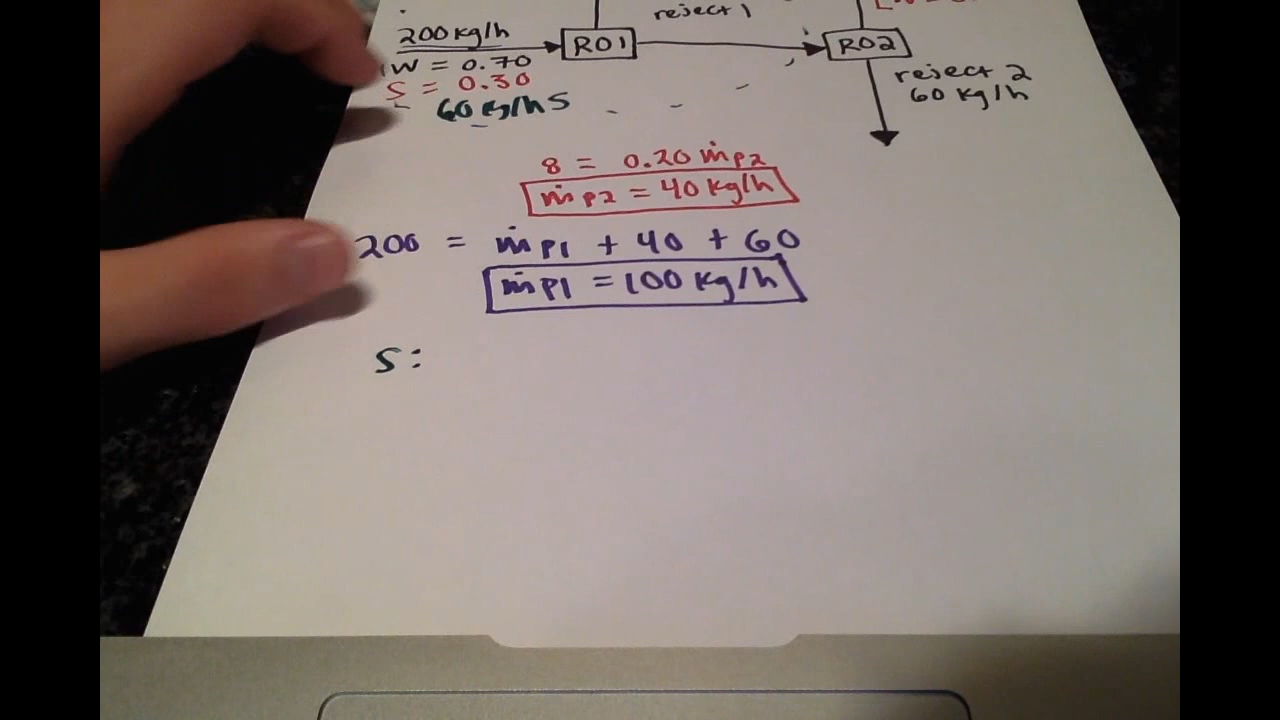 reject 1
200 kg/h
RO1
RO2
W = 0.70
S = 0.30
60 kg/h S
reject 2
60 kg/h
8 = 0.20 ṁp2
ṁp2 = 40 kg/h
200 = ṁp1 + 40 + 60
ṁp1 = 100 kg/h
S: